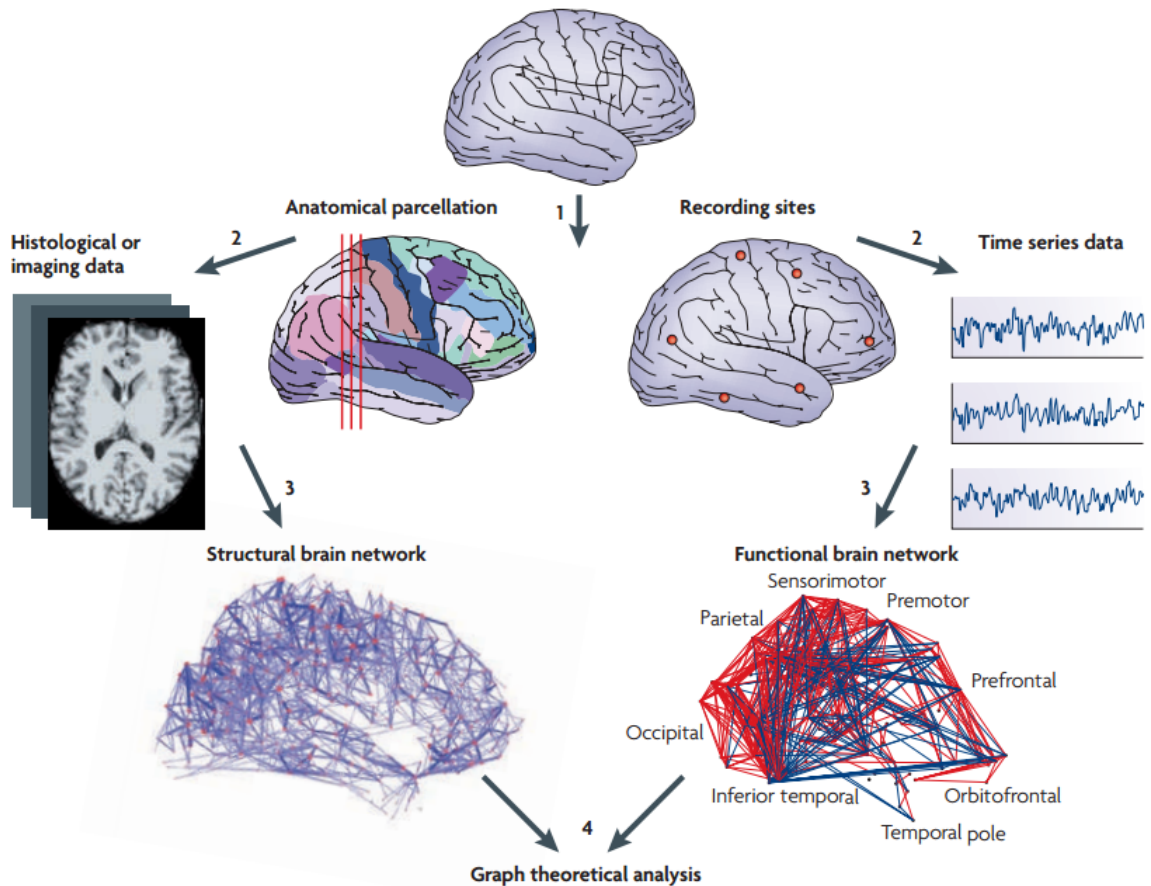 Anatomical parcellation
1
Recording sites
Histological or
imaging data
2
2
Time series data
3
3
Structural brain network
Functional brain network
Sensorimotor
Premotor
Parietal
Prefrontal
Occipital
Inferior temporal
Orbitofrontal
Temporal pole
4
Graph theoretical analysis